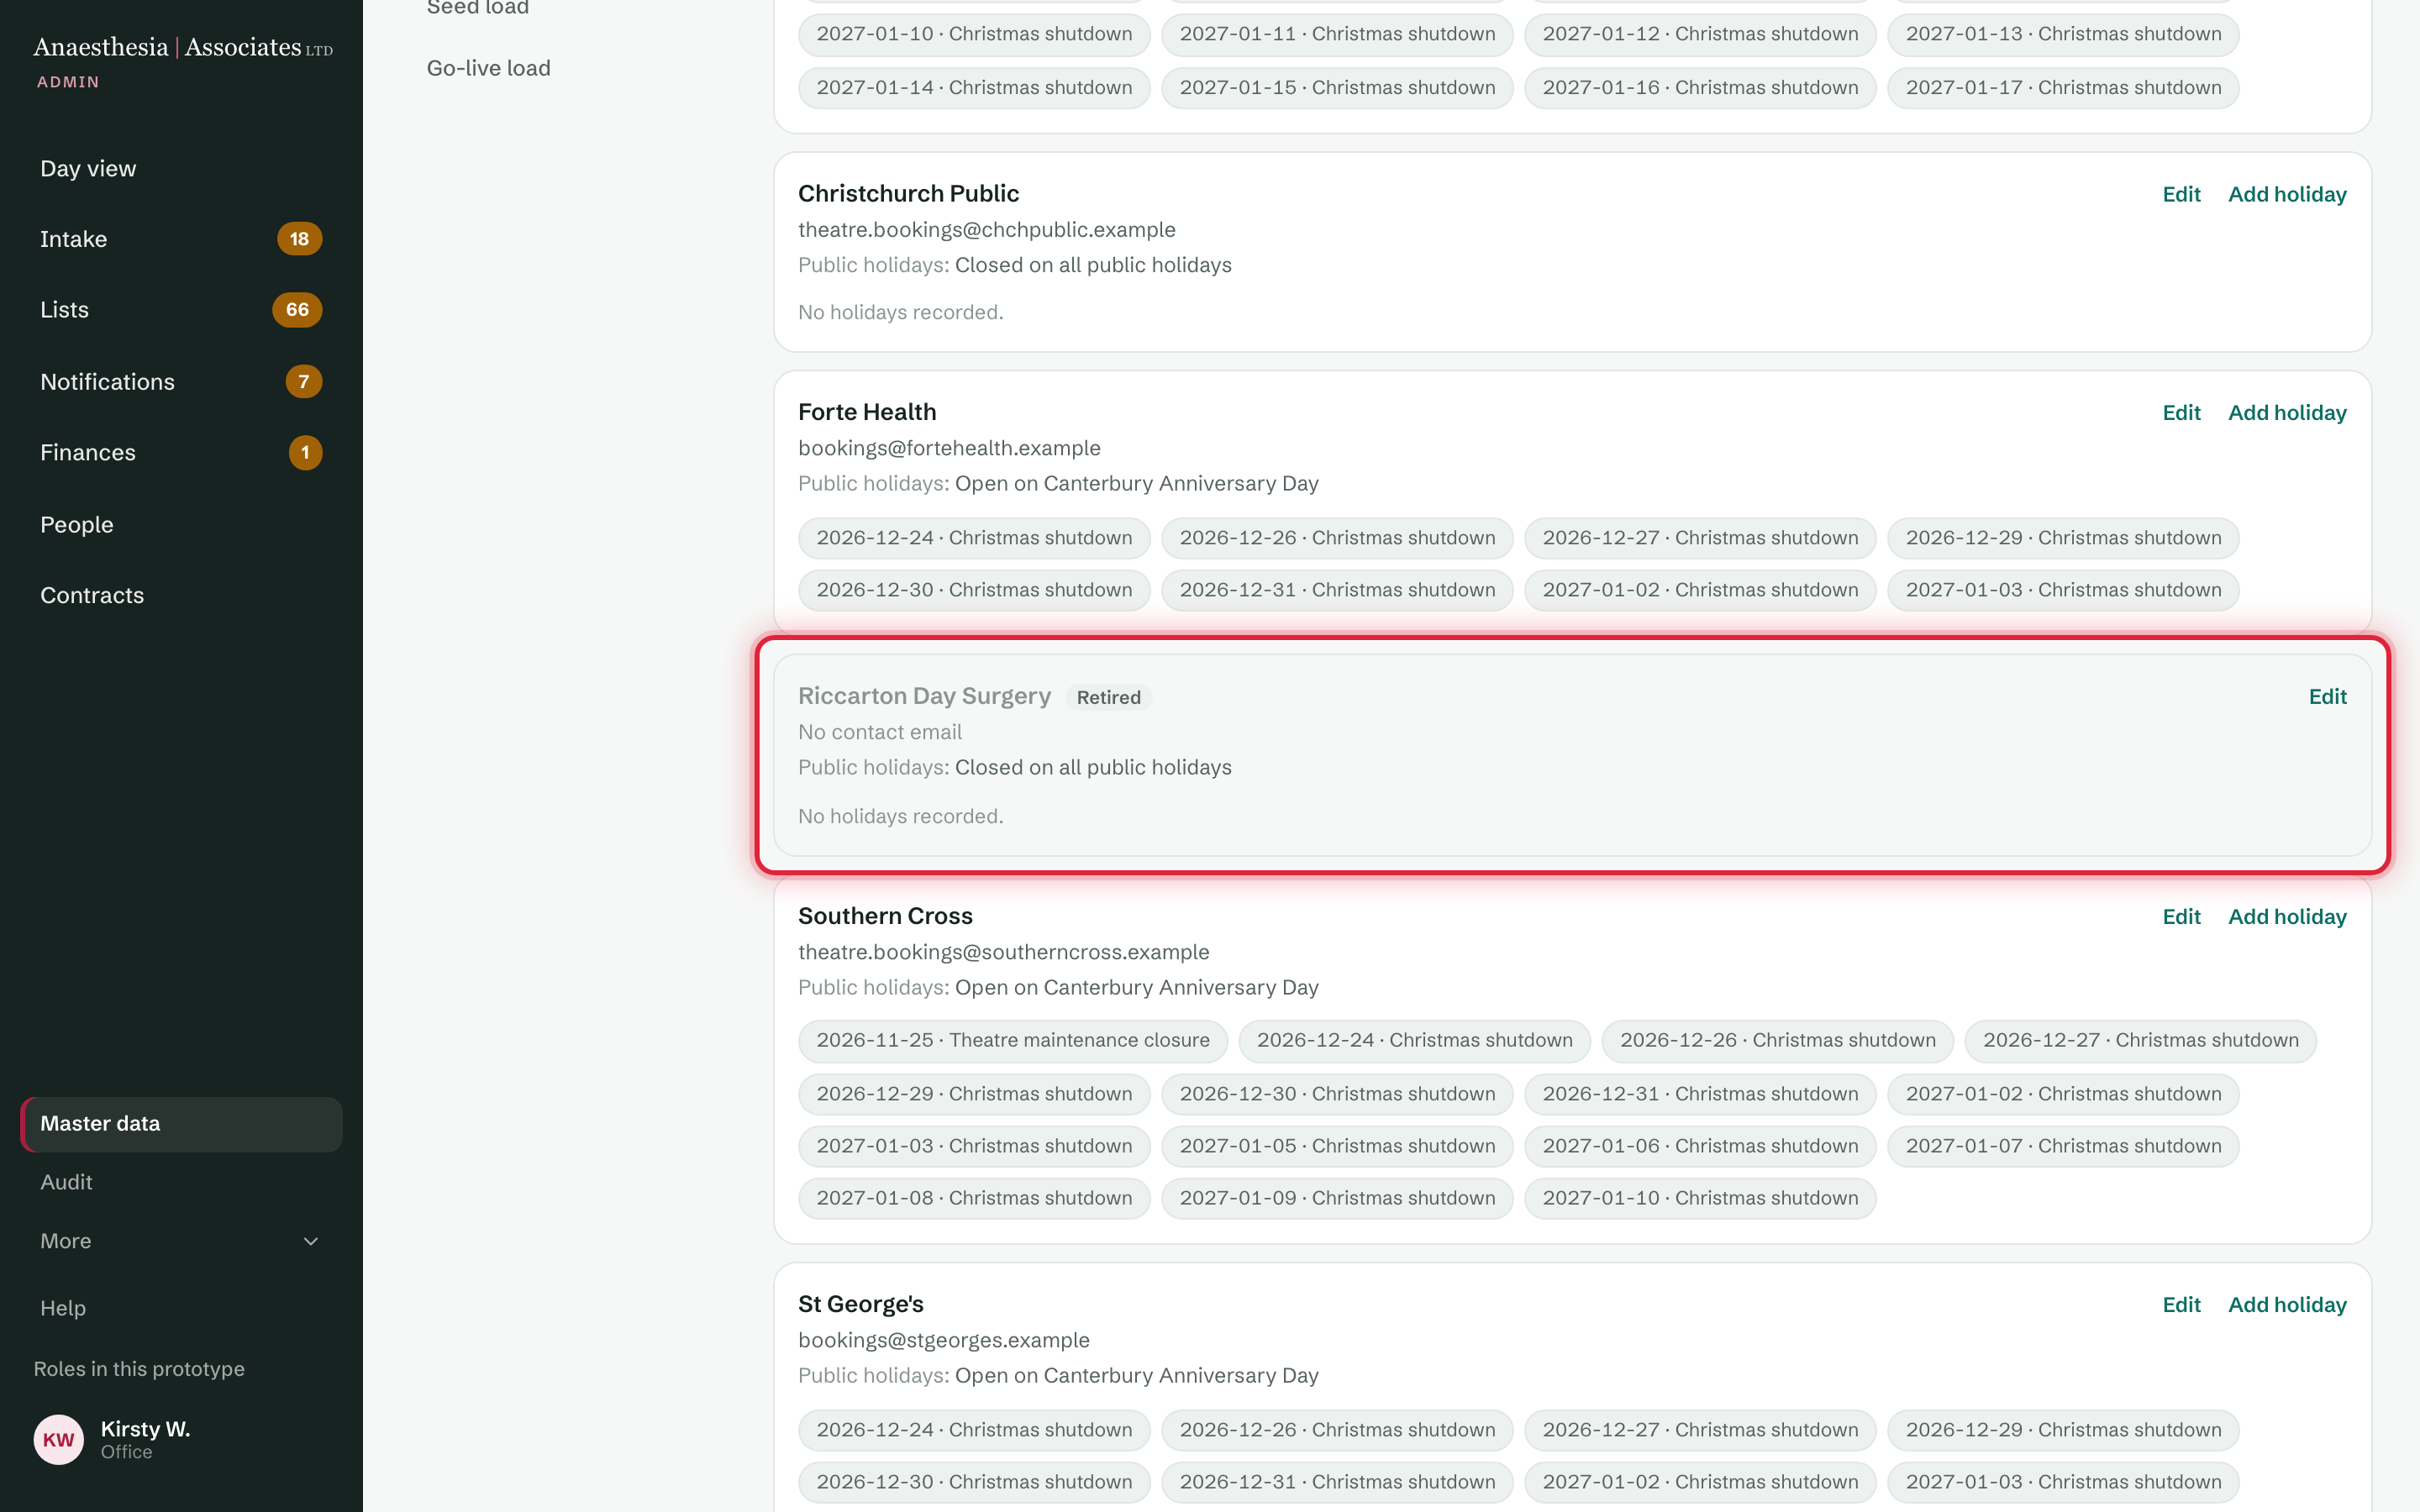 Anaesthesia | Associates LTD
ADMIN
Day view
Intake 18
Lists 66
Notifications 7
Finances 1
People
Contracts
Master data
Audit
More
Help
Roles in this prototype
KW Kirsty W.
Office
Seed load
Go-live load
2027-01-10 · Christmas shutdown 2027-01-11 · Christmas shutdown 2027-01-12 · Christmas shutdown 2027-01-13 · Christmas shutdown
2027-01-14 · Christmas shutdown 2027-01-15 · Christmas shutdown 2027-01-16 · Christmas shutdown 2027-01-17 · Christmas shutdown
Christchurch Public Edit Add holiday
theatre.bookings@chchpublic.example
Public holidays: Closed on all public holidays
No holidays recorded.
Forte Health Edit Add holiday
bookings@fortehealth.example
Public holidays: Open on Canterbury Anniversary Day
2026-12-24 · Christmas shutdown 2026-12-26 · Christmas shutdown 2026-12-27 · Christmas shutdown 2026-12-29 · Christmas shutdown
2026-12-30 · Christmas shutdown 2026-12-31 · Christmas shutdown 2027-01-02 · Christmas shutdown 2027-01-03 · Christmas shutdown
Riccarton Day Surgery Retired Edit
No contact email
Public holidays: Closed on all public holidays
No holidays recorded.
Southern Cross Edit Add holiday
theatre.bookings@southerncross.example
Public holidays: Open on Canterbury Anniversary Day
2026-11-25 · Theatre maintenance closure 2026-12-24 · Christmas shutdown 2026-12-26 · Christmas shutdown 2026-12-27 · Christmas shutdown
2026-12-29 · Christmas shutdown 2026-12-30 · Christmas shutdown 2026-12-31 · Christmas shutdown 2027-01-02 · Christmas shutdown
2027-01-03 · Christmas shutdown 2027-01-05 · Christmas shutdown 2027-01-06 · Christmas shutdown 2027-01-07 · Christmas shutdown
2027-01-08 · Christmas shutdown 2027-01-09 · Christmas shutdown 2027-01-10 · Christmas shutdown
St George's Edit Add holiday
bookings@stgeorges.example
Public holidays: Open on Canterbury Anniversary Day
2026-12-24 · Christmas shutdown 2026-12-26 · Christmas shutdown 2026-12-27 · Christmas shutdown 2026-12-29 · Christmas shutdown
2026-12-30 · Christmas shutdown 2026-12-31 · Christmas shutdown 2027-01-02 · Christmas shutdown 2027-01-03 · Christmas shutdown